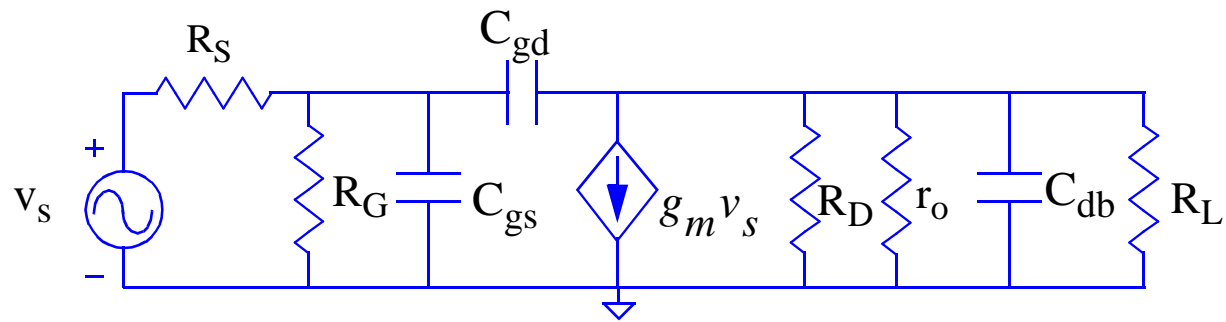 R_S
C_gd
+
v_s
−
R_G
C_gs
g_m v_s
R_D
r_o
C_db
R_L